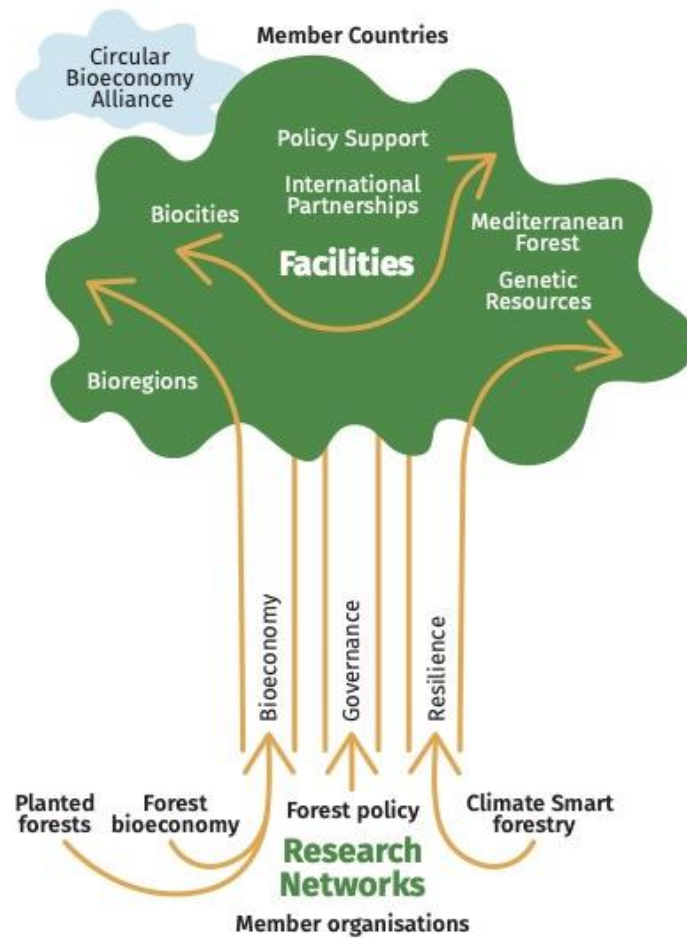 Member Countries
Circular
Bioeconomy
Alliance
Policy Support
International
Partnerships
Biocities
Mediterranean
Forest
Facilities
Genetic
Resources
Bioregions
Bioeconomy
Governance
Resilience
Planted
forests
Forest
bioeconomy
Forest policy
Climate Smart
forestry
Research
Networks
Member organisations